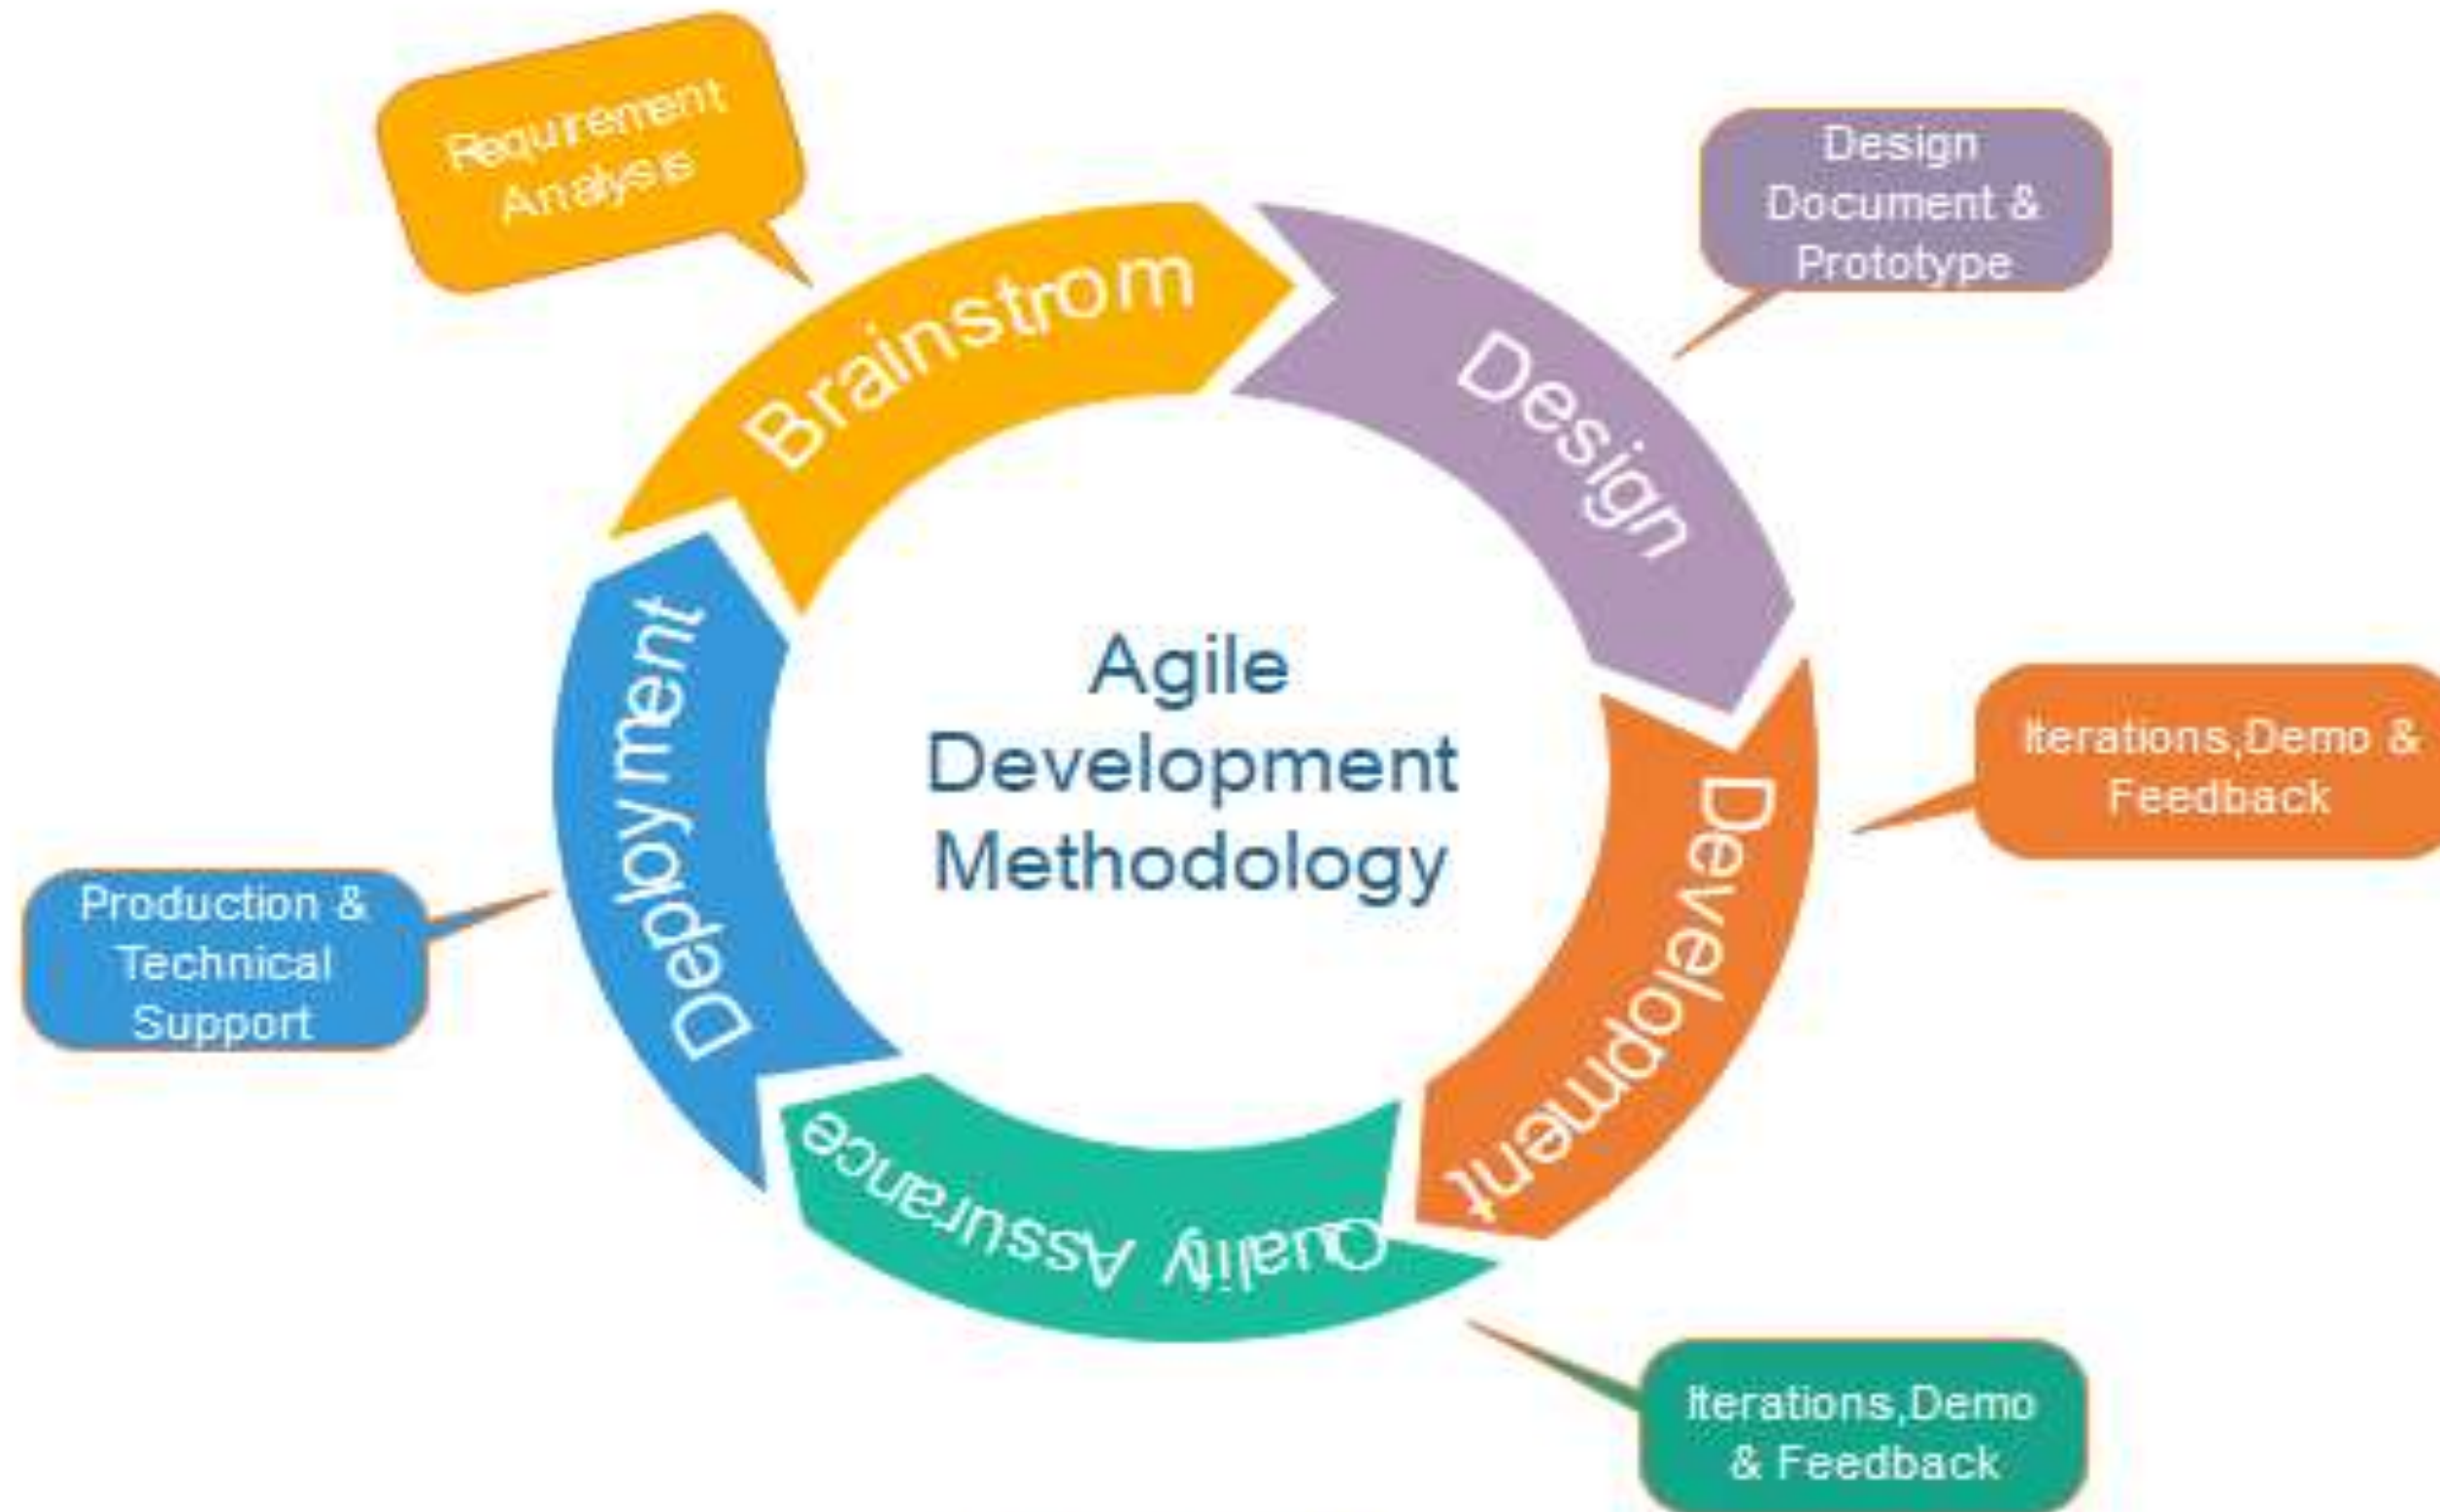 Requirement
Analysis
Brainstrom
Design
Document &
Prototype
Design
Iterations,Demo &
Feedback
Development
Iterations,Demo
& Feedback
Quality Assurance
Production &
Technical
Support
Deployment
Agile
Development
Methodology